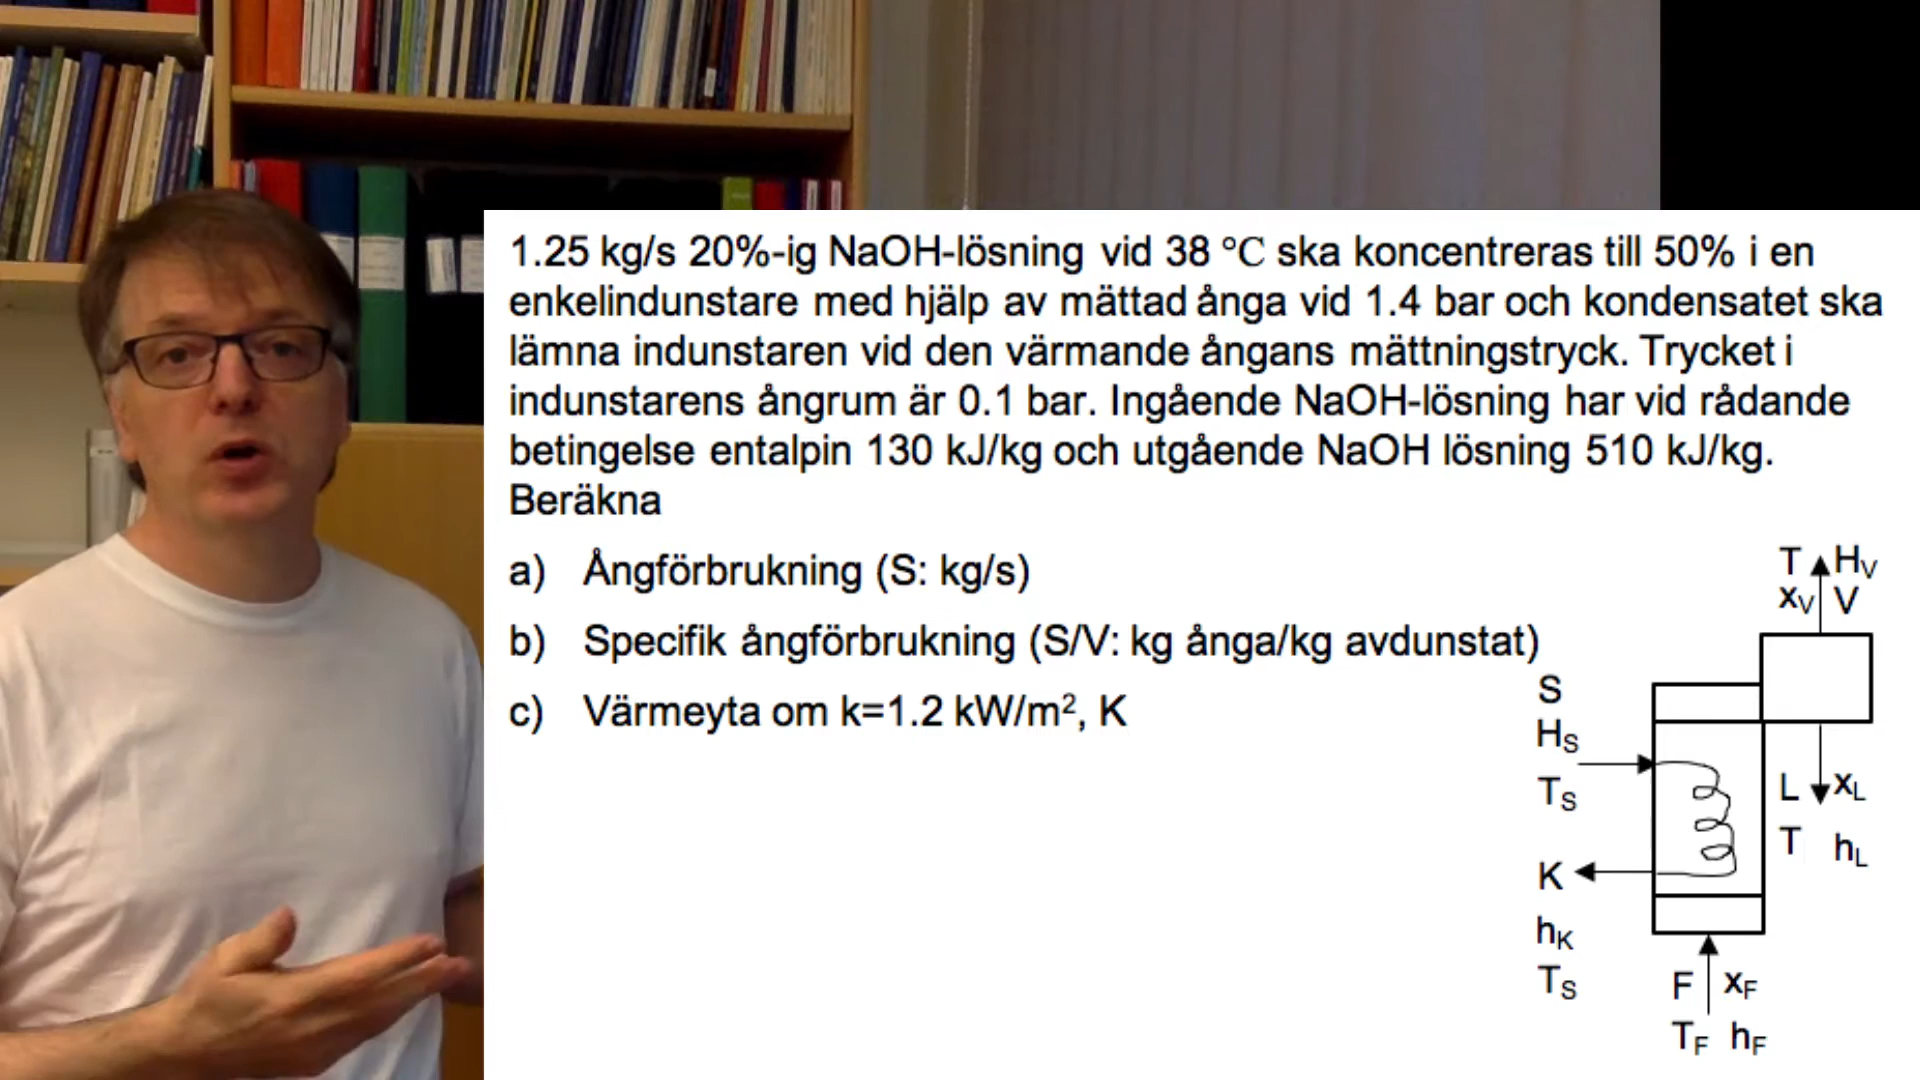 1.25 kg/s 20%-ig NaOH-lösning vid 38 °C ska koncentreras till 50% i en
enkelindunstare med hjälp av mättad ånga vid 1.4 bar och kondensatet ska
lämna indunstaren vid den värmande ångans mättningstryck. Trycket i
indunstarens ångrum är 0.1 bar. Ingående NaOH-lösning har vid rådande
betingelse entalpin 130 kJ/kg och utgående NaOH lösning 510 kJ/kg.
Beräkna
a) Ångförbrukning (S: kg/s)
b) Specifik ångförbrukning (S/V: kg ånga/kg avdunstat)
c) Värmeyta om k=1.2 kW/m², K
T H_V
x_V V
S
H_S
T_S
L x_L
T h_L
K
h_K
T_S
F x_F
T_F h_F